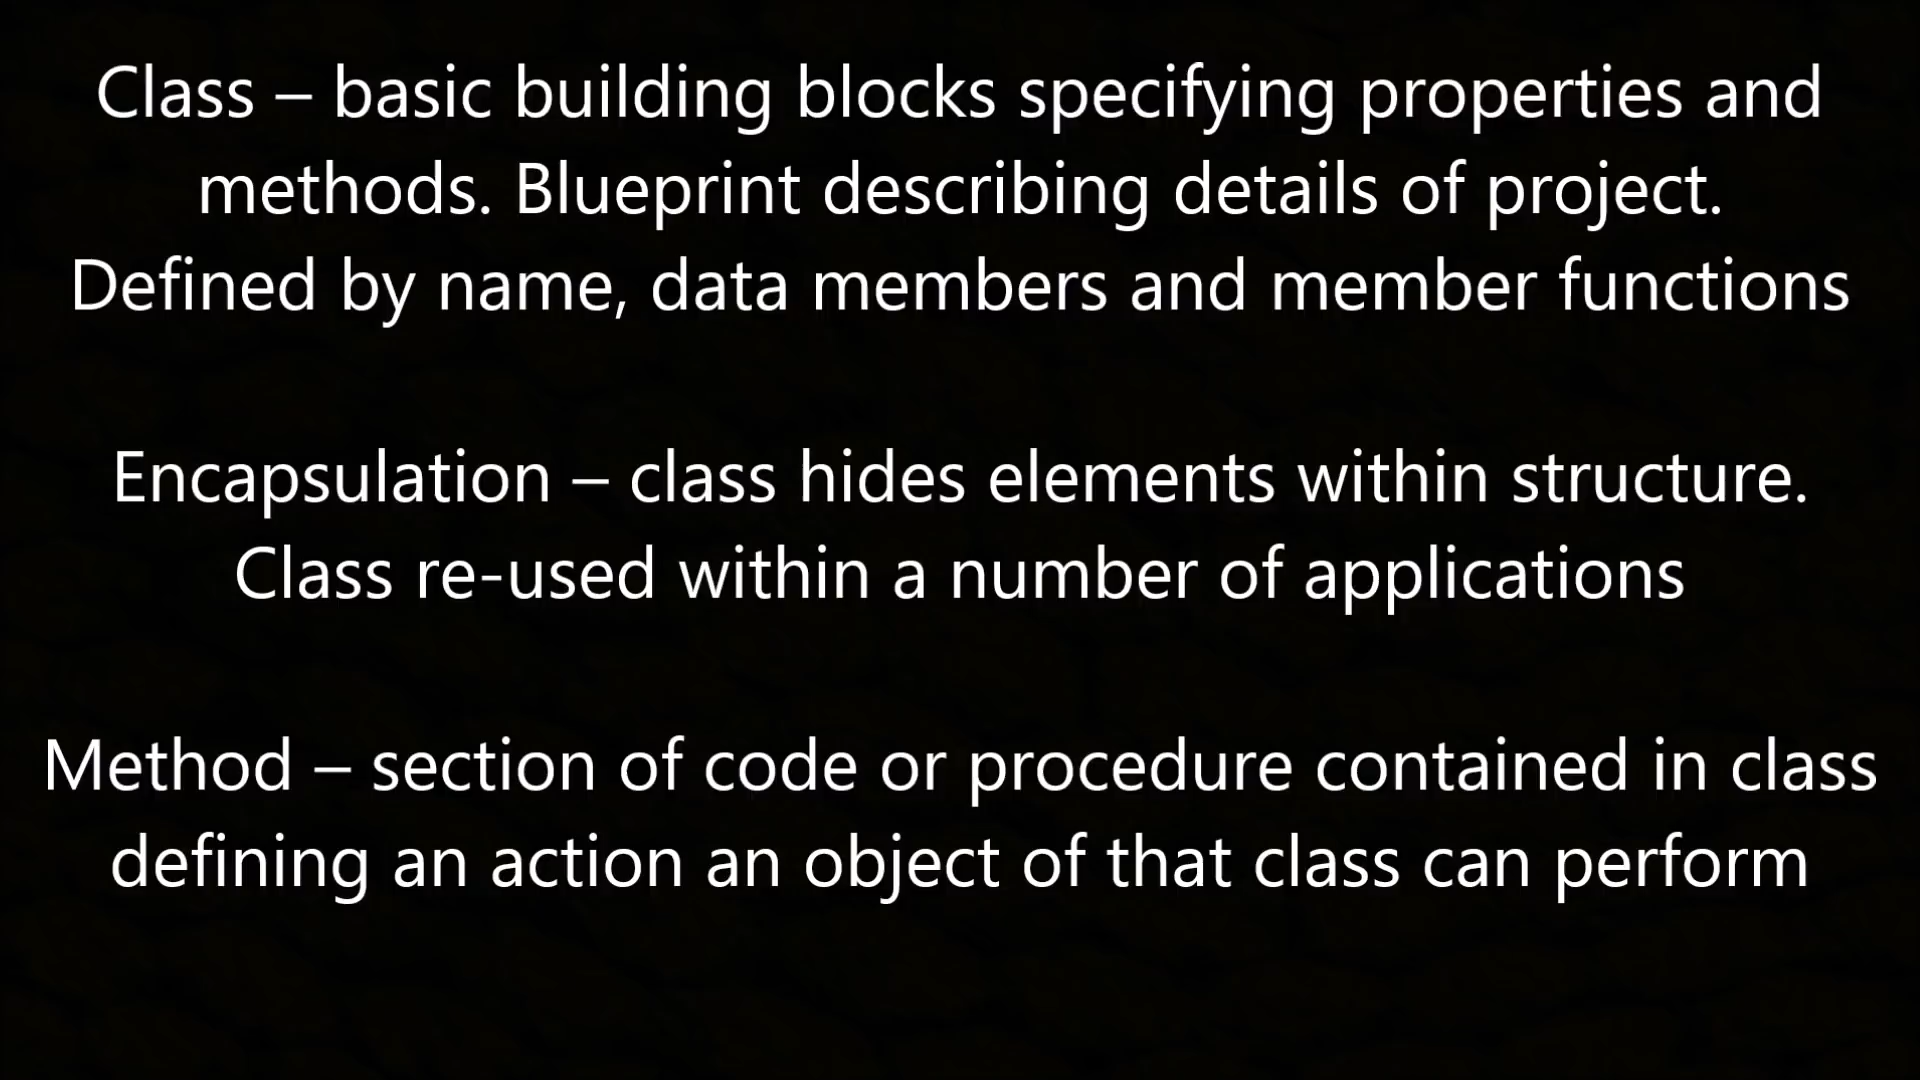 Class – basic building blocks specifying properties and
methods. Blueprint describing details of project.
Defined by name, data members and member functions
Encapsulation – class hides elements within structure.
Class re-used within a number of applications
Method – section of code or procedure contained in class
defining an action an object of that class can perform